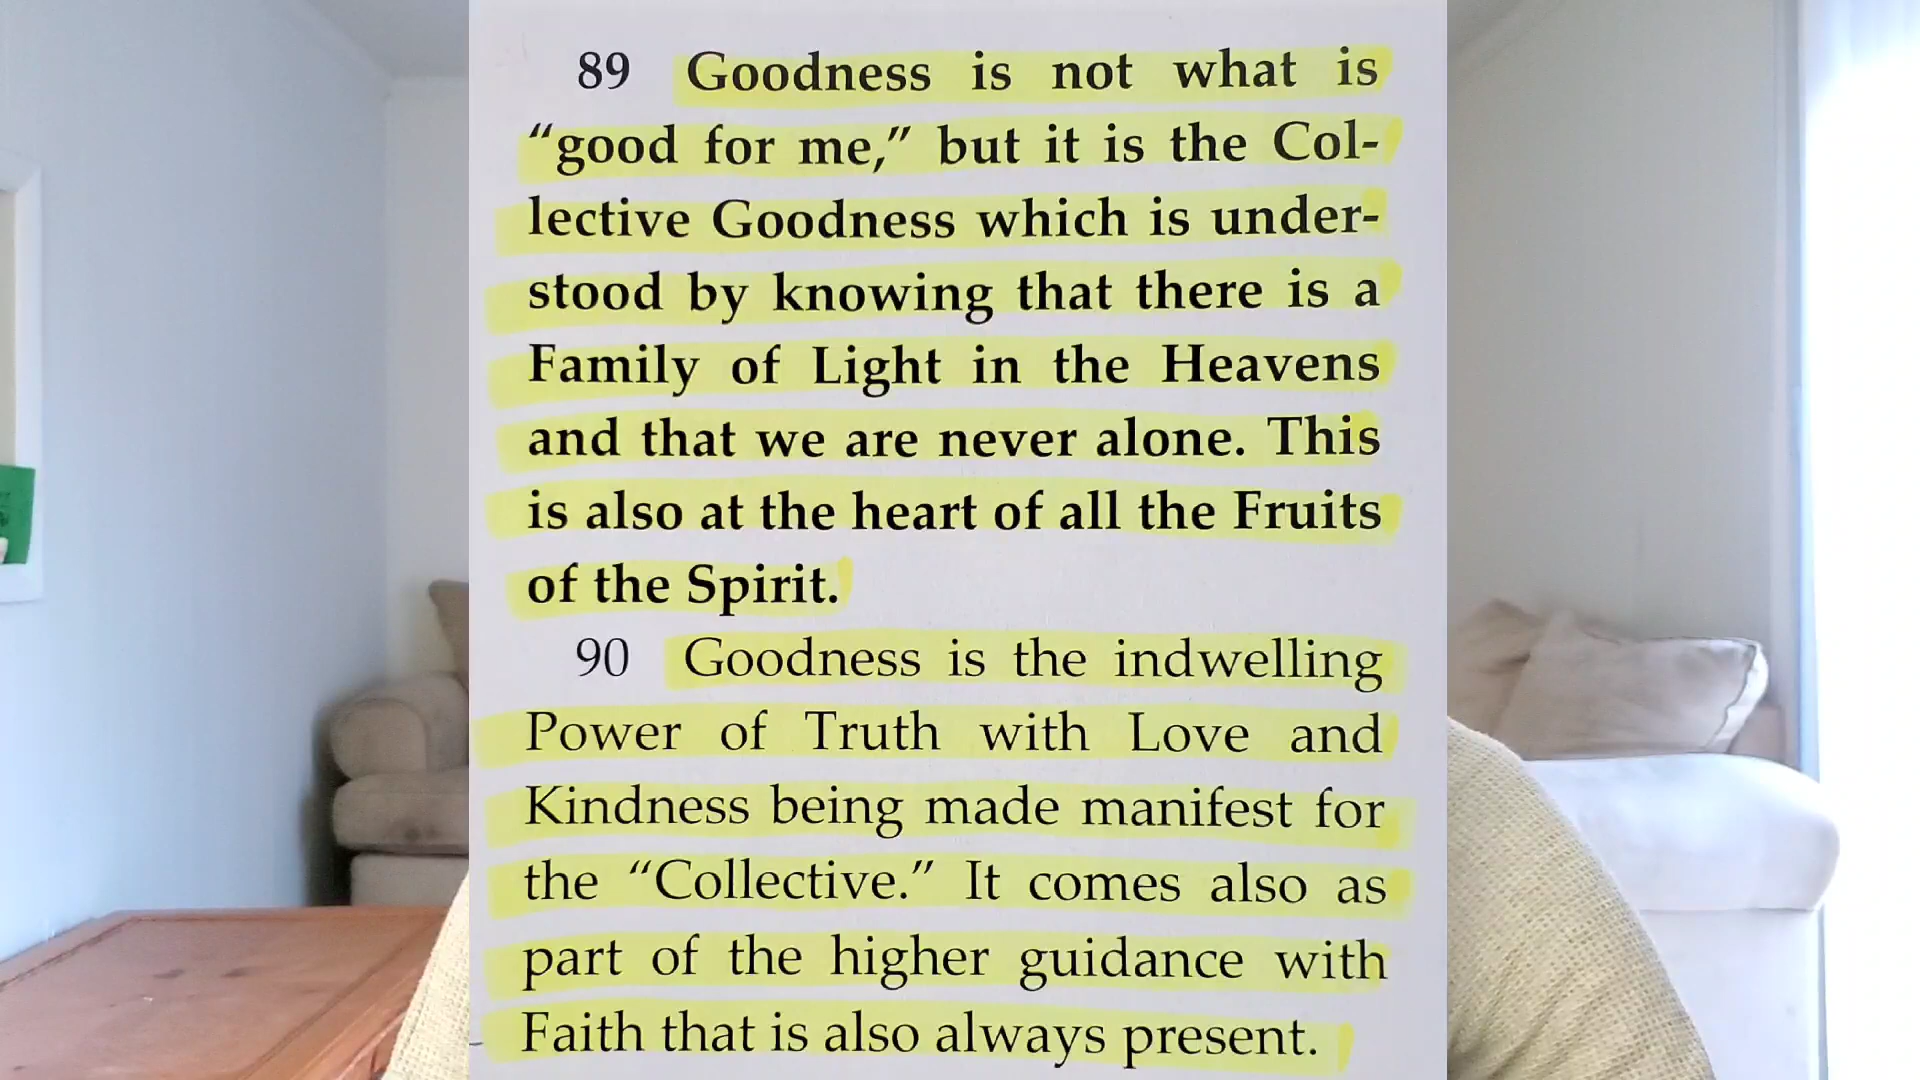 89 Goodness is not what is
“good for me,” but it is the Col-
lective Goodness which is under-
stood by knowing that there is a
Family of Light in the Heavens
and that we are never alone. This
is also at the heart of all the Fruits
of the Spirit.
90 Goodness is the indwelling
Power of Truth with Love and
Kindness being made manifest for
the “Collective.” It comes also as
part of the higher guidance with
Faith that is also always present.